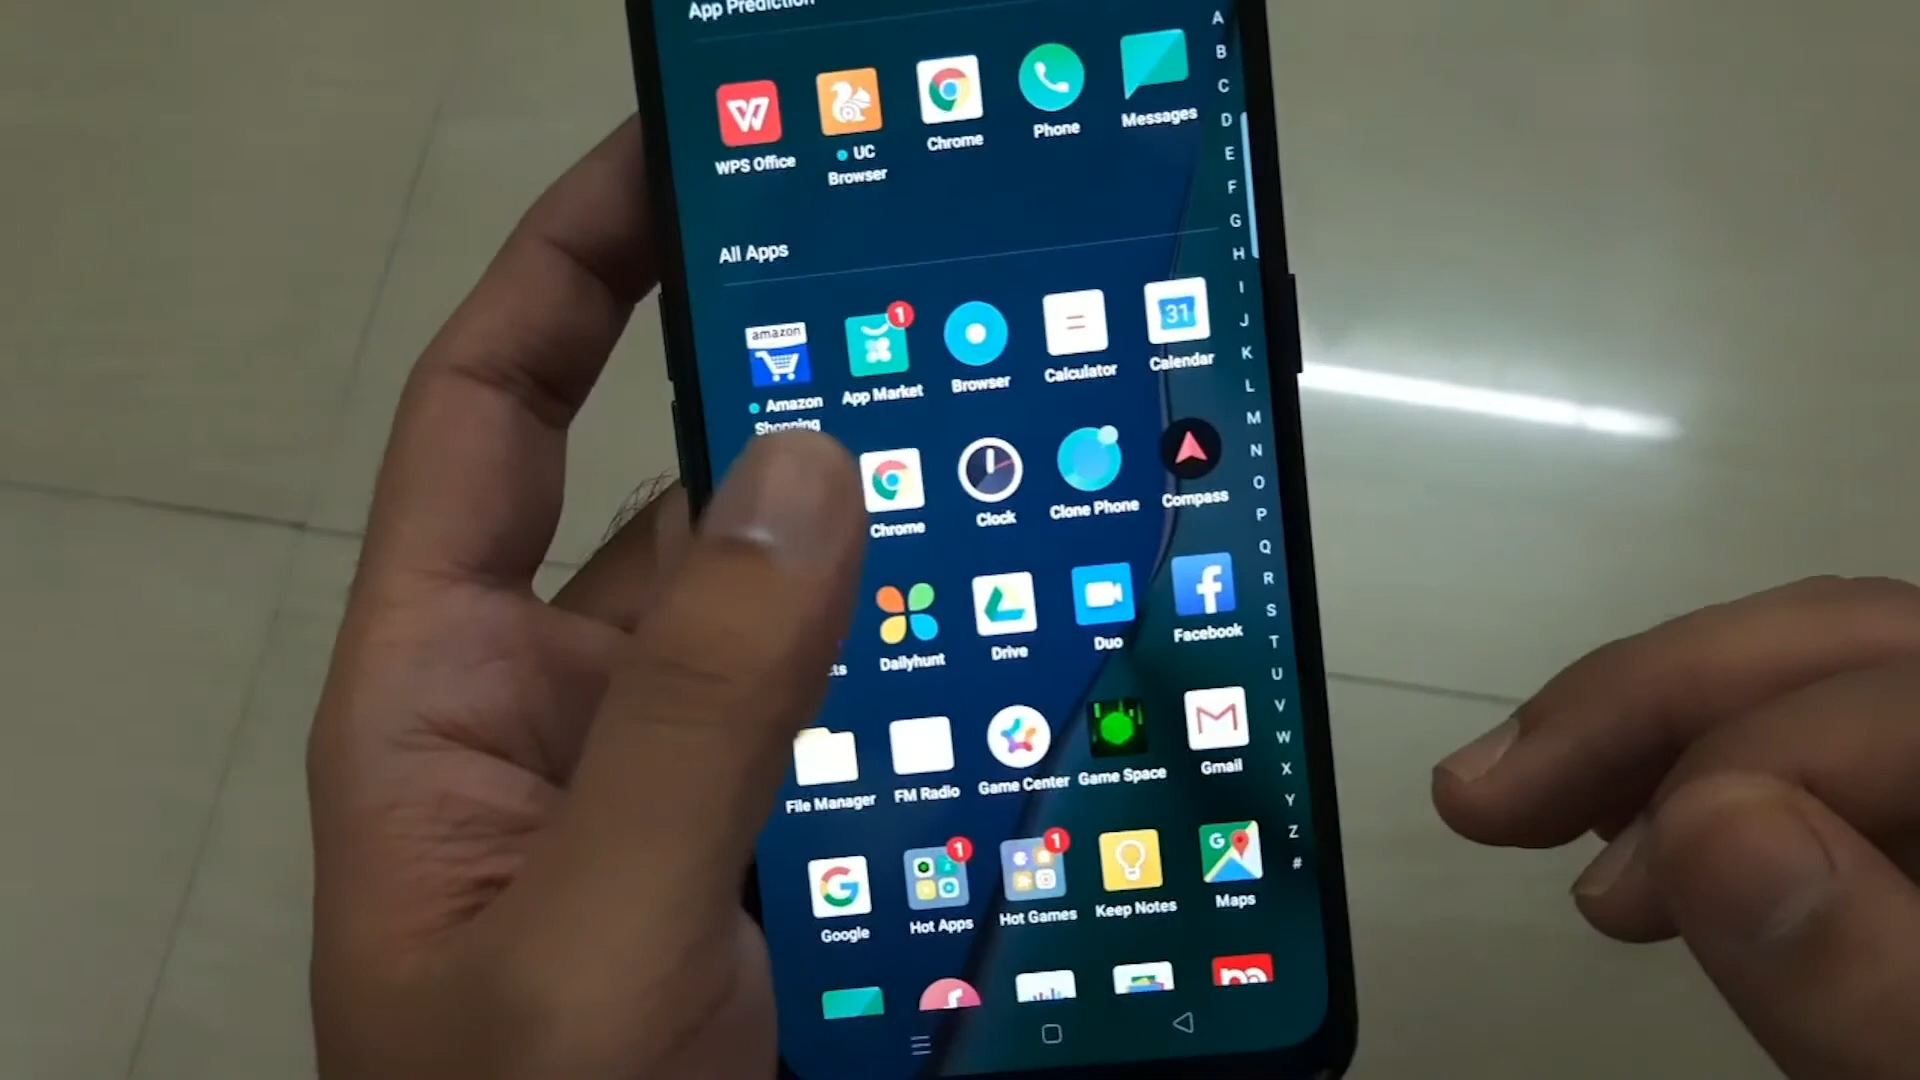 App Prediction
WPS Office
UC
Browser
Chrome
Phone
Messages
All Apps
amazon
Amazon
Shopping
1
App Market
Browser
Calculator
31
Calendar
Chrome
Clock
Clone Phone
Compass
ts
Dailyhunt
Drive
Duo
Facebook
File Manager
FM Radio
Game Center
Game Space
Gmail
Google
1
Hot Apps
1
Hot Games
Keep Notes
Maps
A
B
C
D
E
F
G
H
I
J
K
L
M
N
O
P
Q
R
S
T
U
V
W
X
Y
Z
#